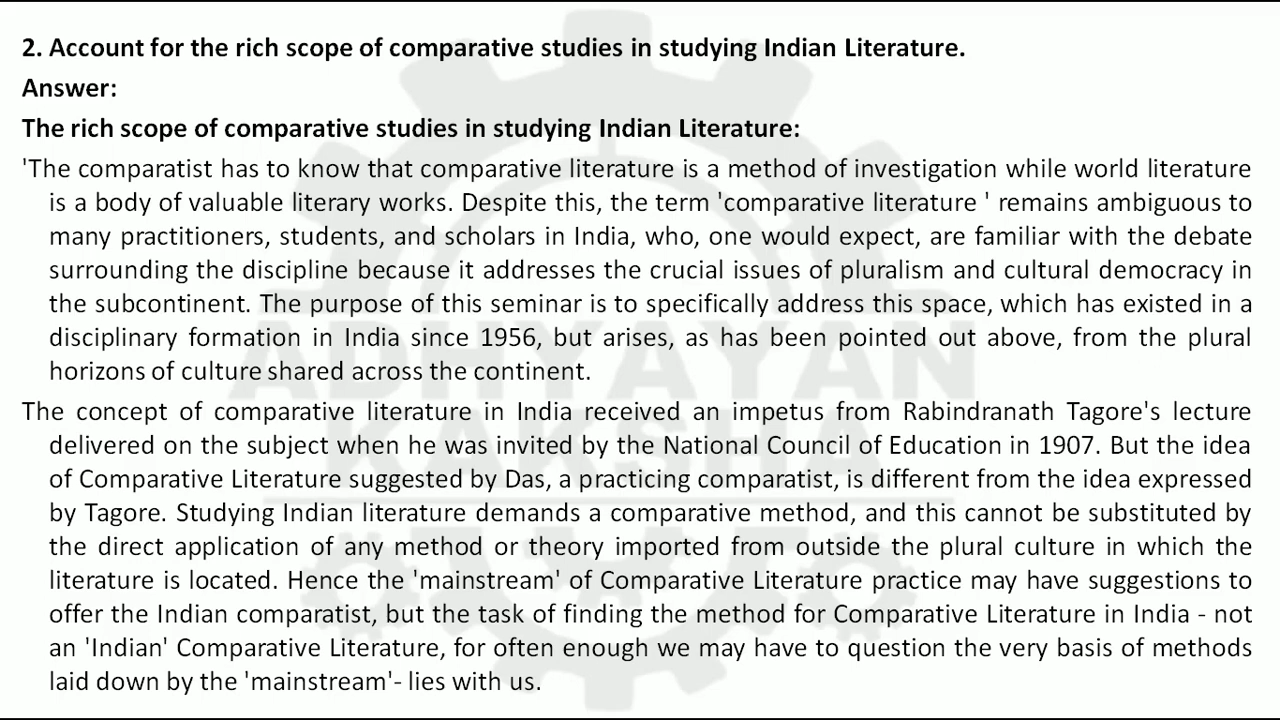 2. Account for the rich scope of comparative studies in studying Indian Literature.
Answer:
The rich scope of comparative studies in studying Indian Literature:
'The comparatist has to know that comparative literature is a method of investigation while world literature
is a body of valuable literary works. Despite this, the term 'comparative literature ' remains ambiguous to
many practitioners, students, and scholars in India, who, one would expect, are familiar with the debate
surrounding the discipline because it addresses the crucial issues of pluralism and cultural democracy in
the subcontinent. The purpose of this seminar is to specifically address this space, which has existed in a
disciplinary formation in India since 1956, but arises, as has been pointed out above, from the plural
horizons of culture shared across the continent.
The concept of comparative literature in India received an impetus from Rabindranath Tagore's lecture
delivered on the subject when he was invited by the National Council of Education in 1907. But the idea
of Comparative Literature suggested by Das, a practicing comparatist, is different from the idea expressed
by Tagore. Studying Indian literature demands a comparative method, and this cannot be substituted by
the direct application of any method or theory imported from outside the plural culture in which the
literature is located. Hence the 'mainstream' of Comparative Literature practice may have suggestions to
offer the Indian comparatist, but the task of finding the method for Comparative Literature in India - not
an 'Indian' Comparative Literature, for often enough we may have to question the very basis of methods
laid down by the 'mainstream'- lies with us.
ADHYAYAN
KAKSHA